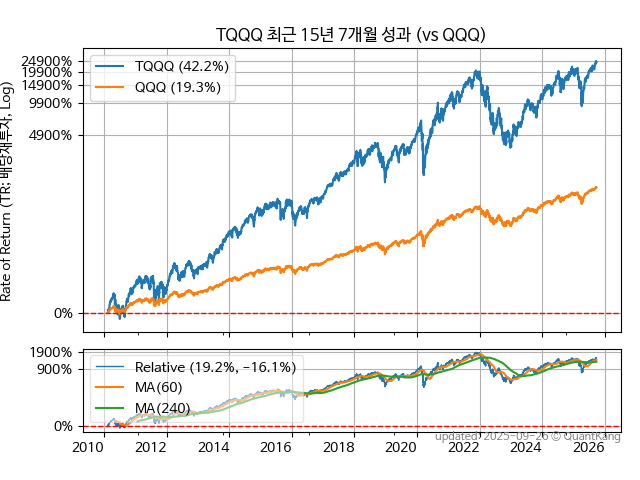 TQQQ 최근 15년 7개월 성과 (vs QQQ)
Rate of Return (TR; 배당재투자, Log)
24900%
19900%
14900%
9900%
4900%
0%
TQQQ (42.2%)
QQQ (19.3%)
1900%
900%
0%
Relative (19.2%, −16.1%)
MA(60)
MA(240)
2010 2012 2014 2016 2018 2020 2022 2024 2026
updated: 2025-09-26 © QuantKang